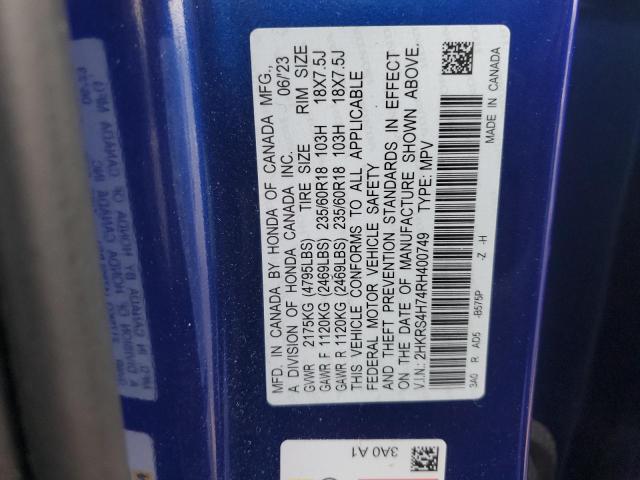 MFD. IN CANADA BY HONDA OF CANADA MFG.,
A DIVISION OF HONDA CANADA INC. 06/'23
GVWR 2175KG (4795LBS) TIRE SIZE RIM SIZE
GAWR F 1120KG (2469LBS) 235/60R18 103H 18X7.5J
GAWR R 1120KG (2469LBS) 235/60R18 103H 18X7.5J
THIS VEHICLE CONFORMS TO ALL APPLICABLE
FEDERAL MOTOR VEHICLE SAFETY
AND THEFT PREVENTION STANDARDS IN EFFECT
ON THE DATE OF MANUFACTURE SHOWN ABOVE.
V.I.N.: 2HKRS4H74RH400749 TYPE: MPV
3A0 R AD5 -B575P -Z -H MADE IN CANADA
3A0 A1